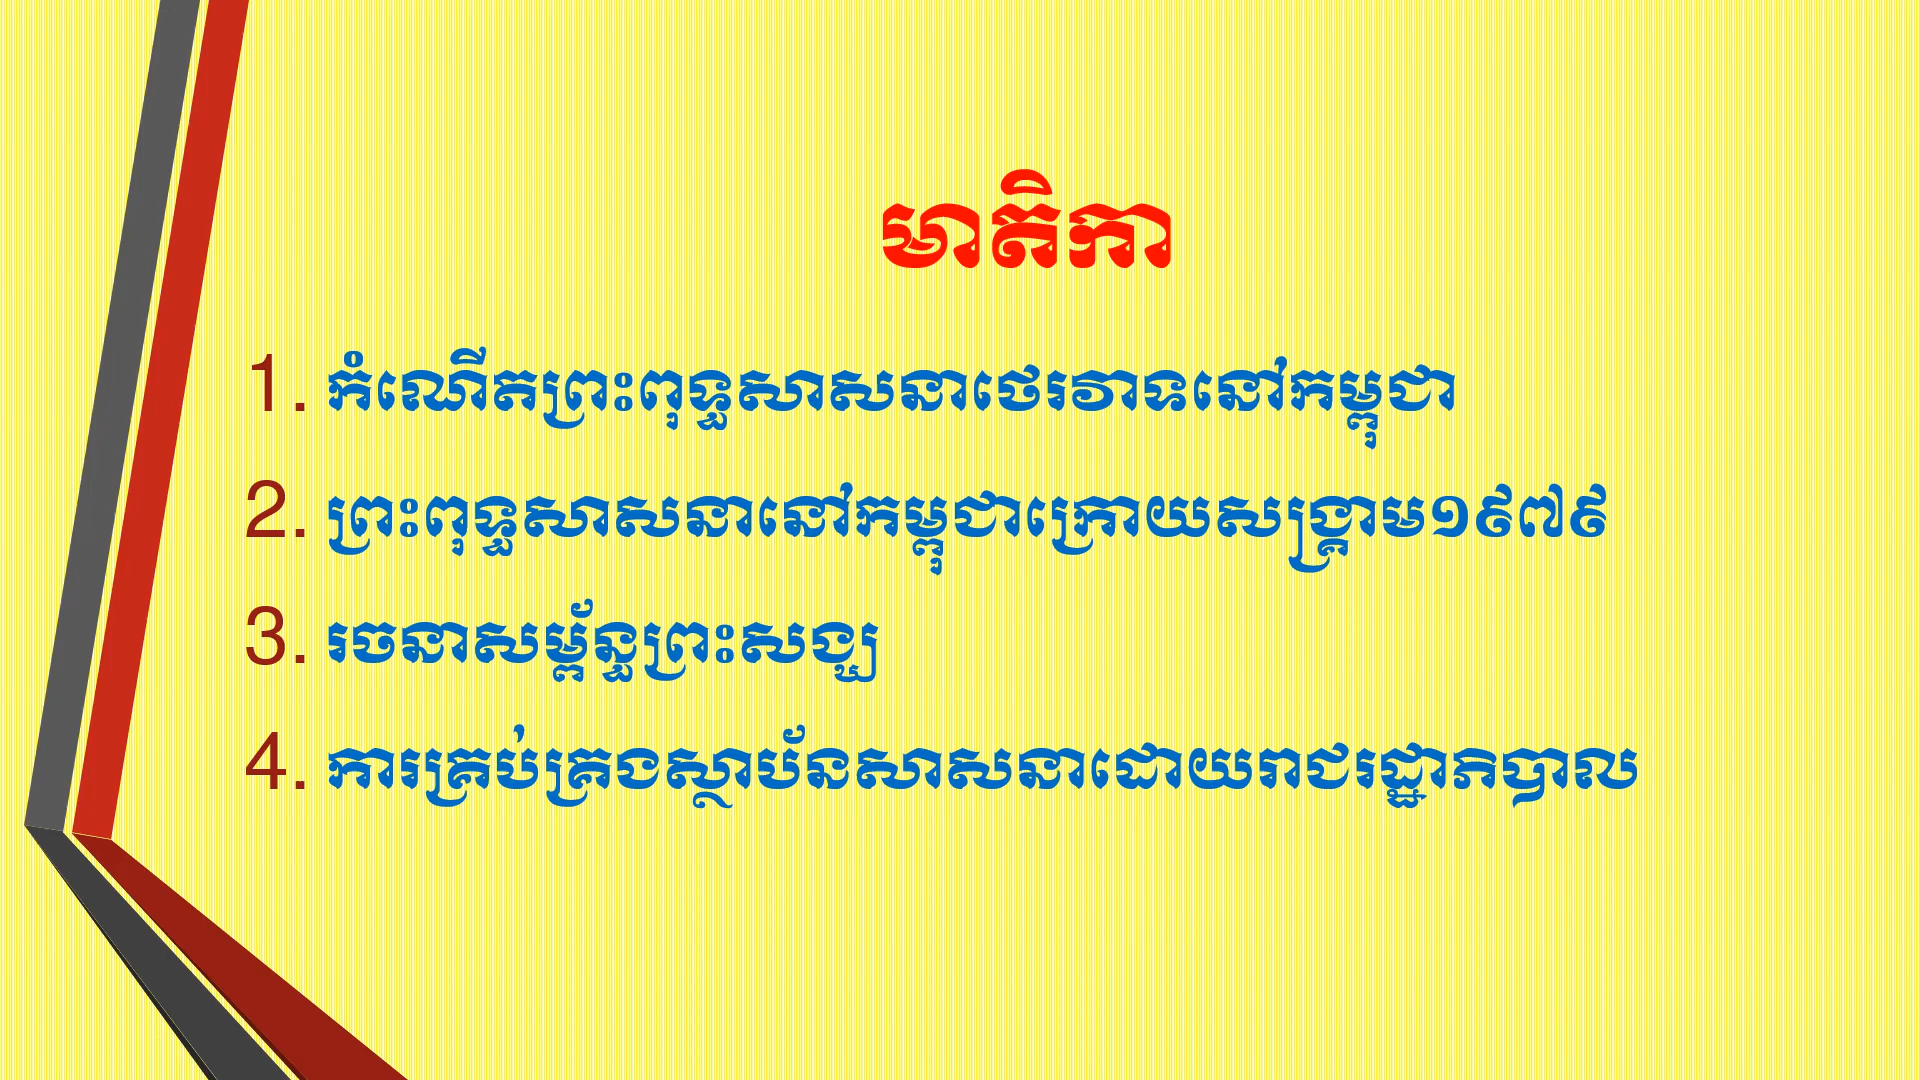 មាតិកា
1. កំណើតព្រះពុទ្ធសាសនាថេរវាទនៅកម្ពុជា
2. ព្រះពុទ្ធសាសនានៅកម្ពុជាក្រោយសង្គ្រាម១៩៧៩
3. រចនាសម្ព័ន្ធព្រះសង្ឃ
4. ការគ្រប់គ្រងស្ថាប័នសាសនាដោយរាជរដ្ឋាភិបាល